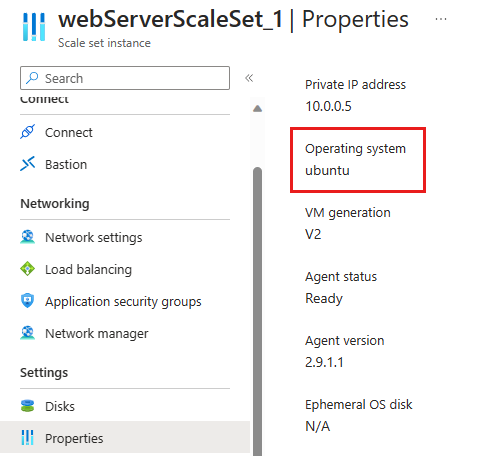 webServerScaleSet_1 | Properties ...
Scale set instance
Search
«
Connect
Connect
Bastion
Networking
Network settings
Load balancing
Application security groups
Network manager
Settings
Disks
Properties
Private IP address
10.0.0.5
Operating system
ubuntu
VM generation
V2
Agent status
Ready
Agent version
2.9.1.1
Ephemeral OS disk
N/A